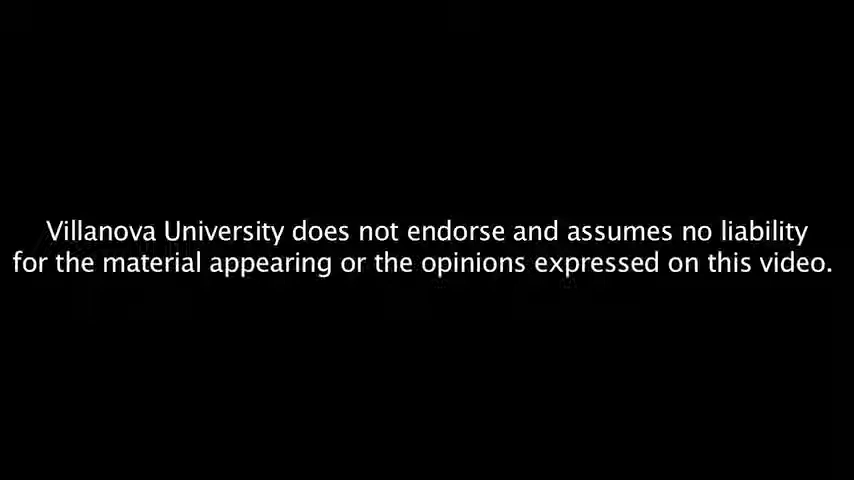 Villanova University does not endorse and assumes no liability
for the material appearing or the opinions expressed on this video.